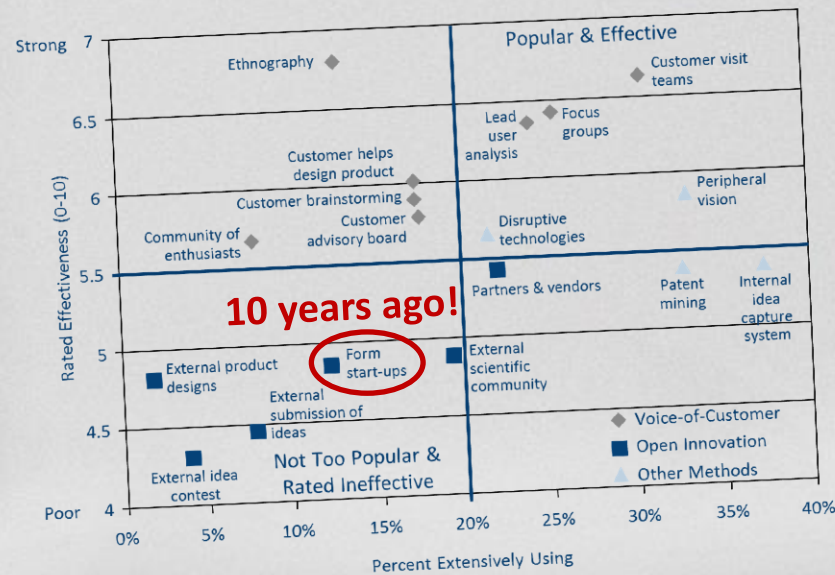 Strong 7
Popular & Effective
Ethnography
Customer visit
teams
6.5
Lead
user
analysis
Focus
groups
Customer helps
design product
6
Peripheral
vision
Customer brainstorming
Customer
advisory board
Disruptive
technologies
Community of
enthusiasts
5.5
Rated Effectiveness (0-10)
Partners & vendors
Patent
mining
Internal
idea
capture
system
10 years ago!
5
External product
designs
Form
start-ups
External
scientific
community
External
submission of
ideas
4.5
Voice-of-Customer
Open Innovation
Other Methods
External idea
contest
Not Too Popular &
Rated Ineffective
Poor 4
0% 5% 10% 15% 20% 25% 30% 35% 40%
Percent Extensively Using